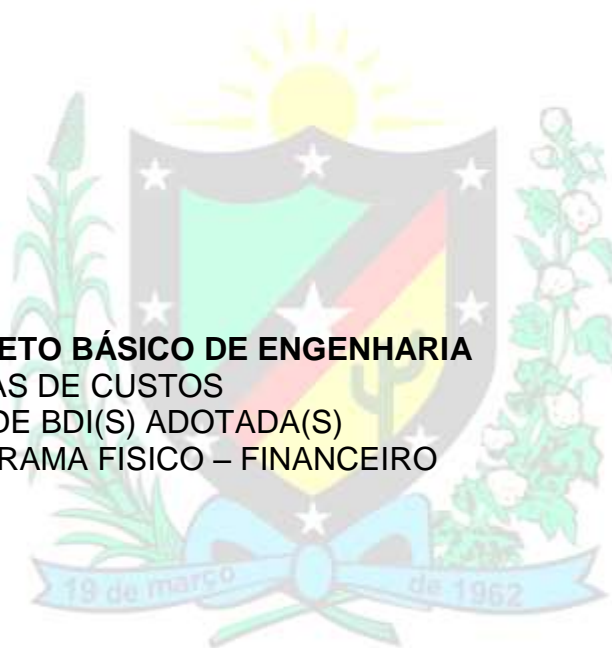 ETO BÁSICO DE ENGENHARIA
AS DE CUSTOS
DE BDI(S) ADOTADA(S)
RAMA FISICO – FINANCEIRO
19 de março de 1962